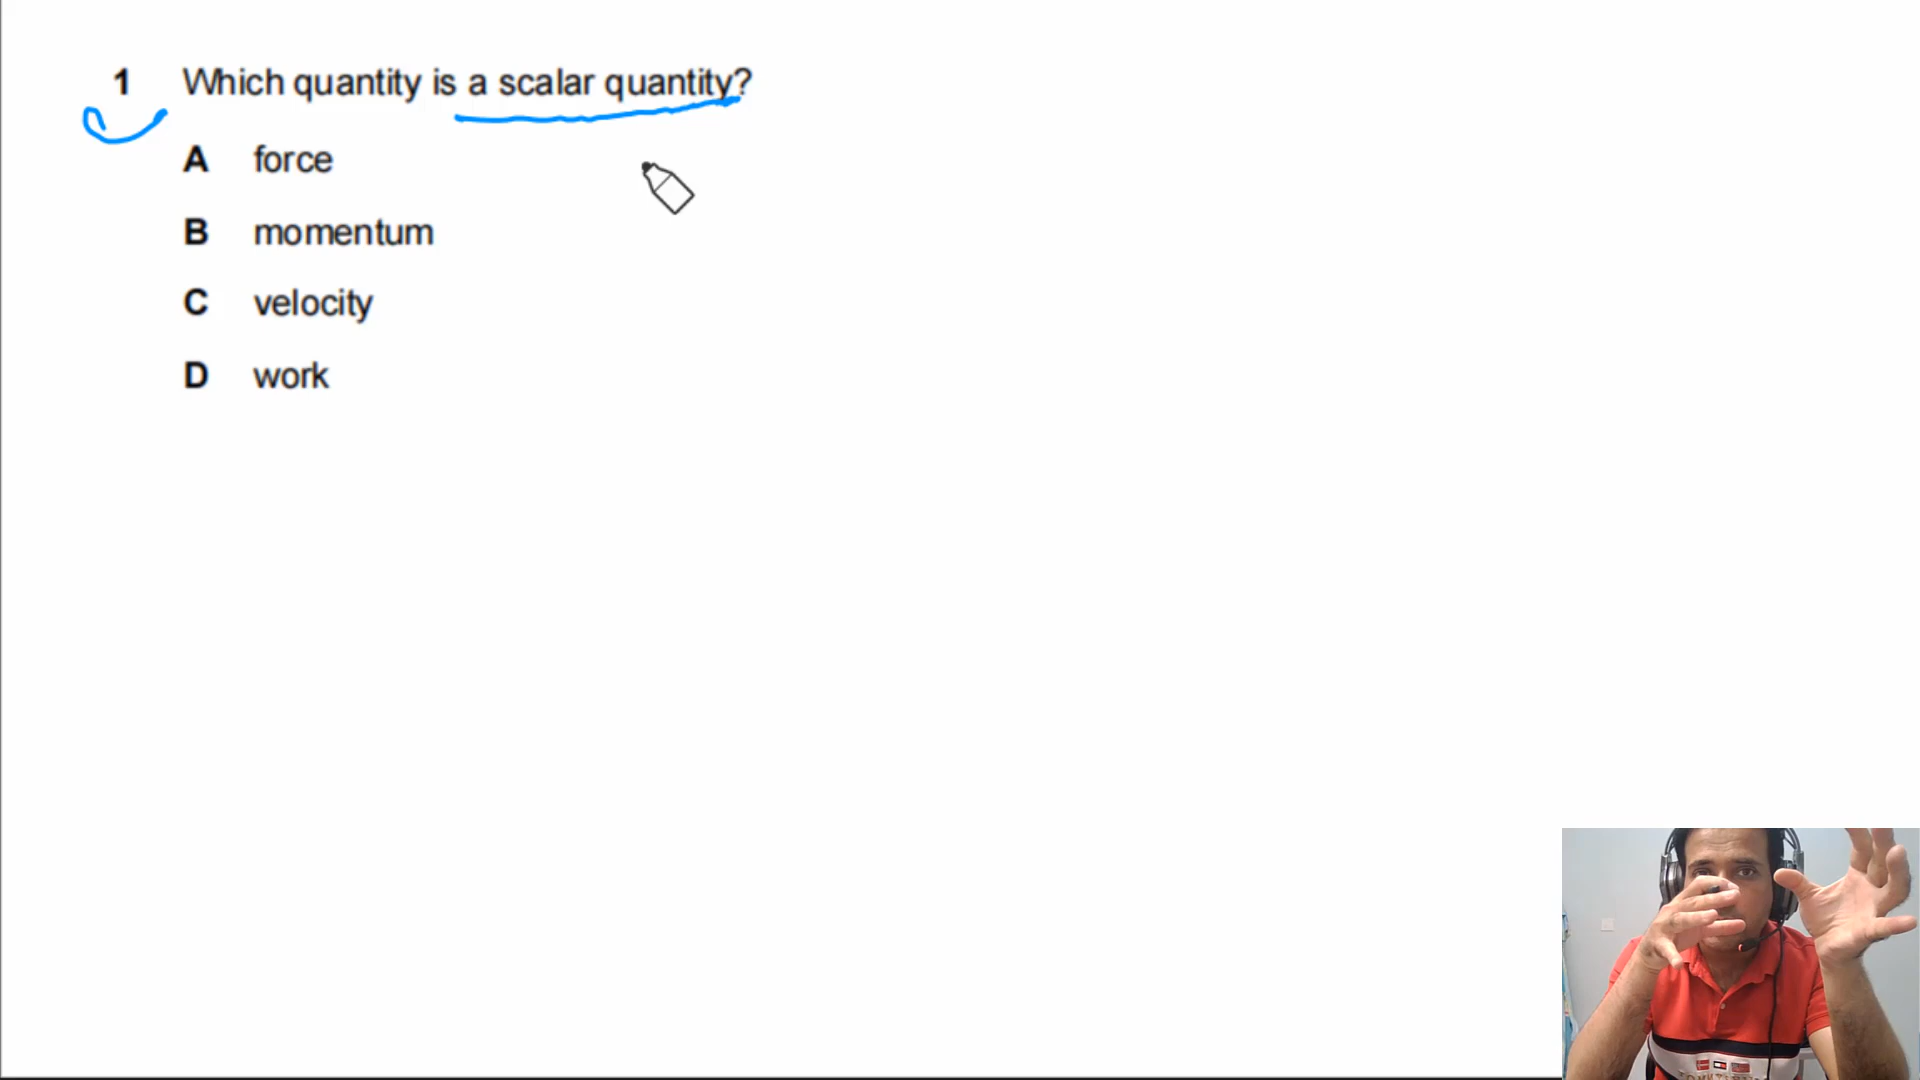 1 Which quantity is a scalar quantity?
A force
B momentum
C velocity
D work